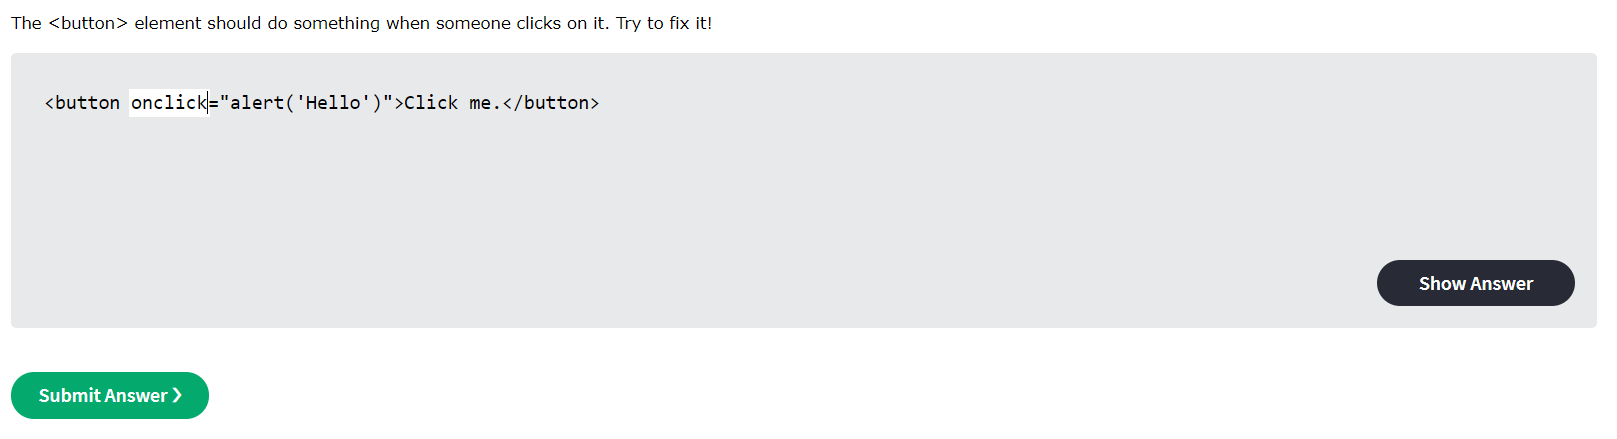 The <button> element should do something when someone clicks on it. Try to fix it!
<button onclick="alert('Hello')">Click me.</button>
Show Answer
Submit Answer ❯